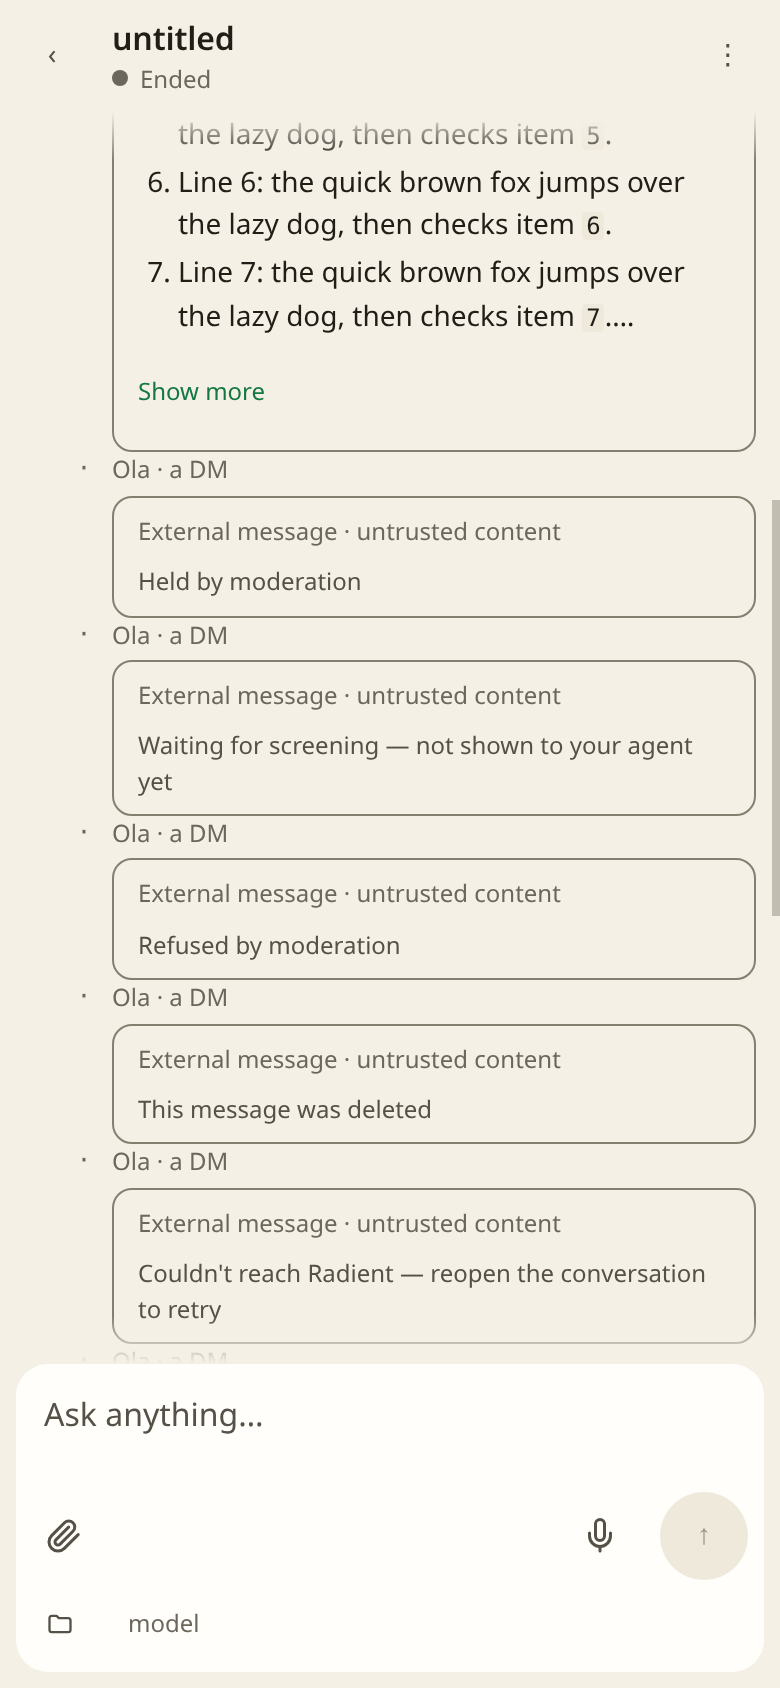 ‹
untitled
⋮
Ended
the lazy dog, then checks item 5.
6. Line 6: the quick brown fox jumps over
the lazy dog, then checks item 6.
7. Line 7: the quick brown fox jumps over
the lazy dog, then checks item 7....
Show more
· Ola · a DM
External message · untrusted content
Held by moderation
· Ola · a DM
External message · untrusted content
Waiting for screening — not shown to your agent
yet
· Ola · a DM
External message · untrusted content
Refused by moderation
· Ola · a DM
External message · untrusted content
This message was deleted
· Ola · a DM
External message · untrusted content
Couldn't reach Radient — reopen the conversation
to retry
· Ola · a DM
Ask anything...
↑
model